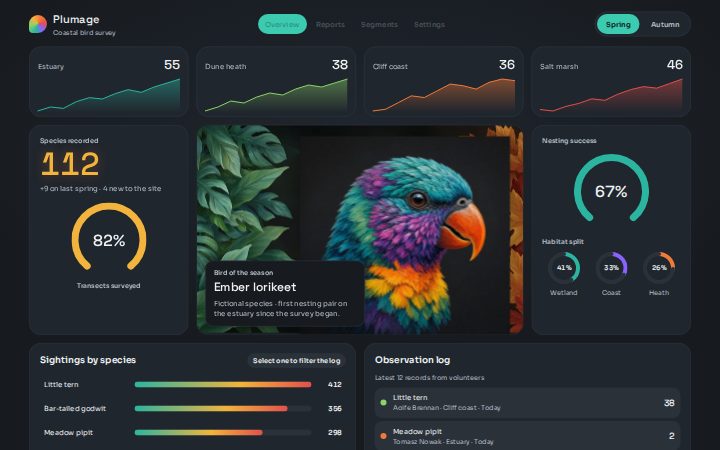 Plumage
Coastal bird survey
Overview
Reports
Segments
Settings
Spring
Autumn
Estuary
55
Dune heath
38
Cliff coast
36
Salt marsh
46
Species recorded
112
+9 on last spring · 4 new to the site
82%
Transects surveyed
Bird of the season
Ember lorikeet
Fictional species · first nesting pair on
the estuary since the survey began.
Nesting success
67%
Habitat split
41%
33%
26%
Wetland
Coast
Heath
Sightings by species
Select one to filter the log
Little tern
412
Bar-tailed godwit
356
Meadow pipit
298
Observation log
Latest 12 records from volunteers
Little tern
Aoife Brennan · Cliff coast · Today
38
Meadow pipit
Tomasz Nowak · Estuary · Today
2